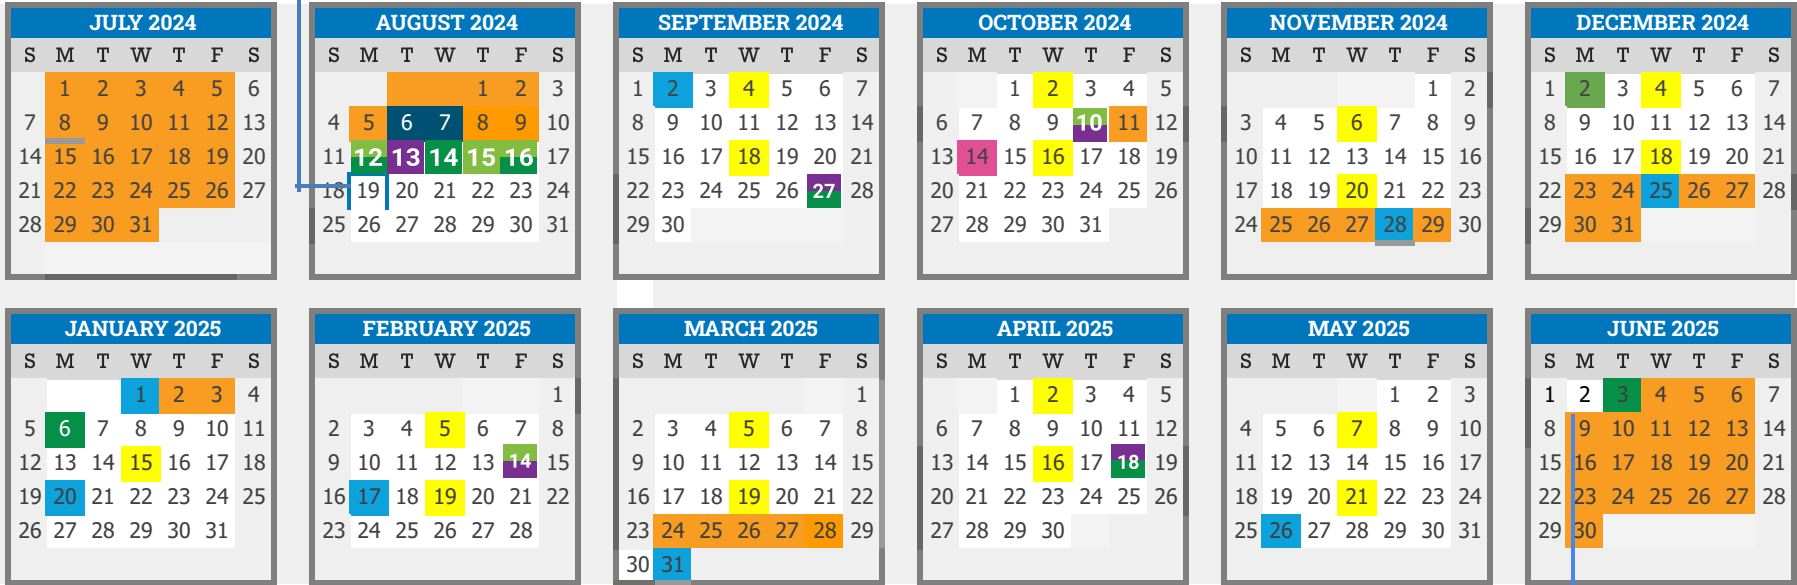 JULY 2024 AUGUST 2024 SEPTEMBER 2024 OCTOBER 2024 NOVEMBER 2024 DECEMBER 2024
S M T W T F S S M T W T F S S M T W T F S S M T W T F S S M T W T F S S M T W T F S
1 2 3 4 5 6 1 2 3 1 2 3 4 5 6 7 1 2 3 4 5 1 2 1 2 3 4 5 6 7
7 8 9 10 11 12 13 4 5 6 7 8 9 10 8 9 10 11 12 13 14 6 7 8 9 10 11 12 3 4 5 6 7 8 9 8 9 10 11 12 13 14
14 15 16 17 18 19 20 11 12 13 14 15 16 17 15 16 17 18 19 20 21 13 14 15 16 17 18 19 10 11 12 13 14 15 16 15 16 17 18 19 20 21
21 22 23 24 25 26 27 18 19 20 21 22 23 24 22 23 24 25 26 27 28 20 21 22 23 24 25 26 17 18 19 20 21 22 23 22 23 24 25 26 27 28
28 29 30 31 25 26 27 28 29 30 31 29 30 27 28 29 30 31 24 25 26 27 28 29 30 29 30 31
JANUARY 2025 FEBRUARY 2025 MARCH 2025 APRIL 2025 MAY 2025 JUNE 2025
S M T W T F S S M T W T F S S M T W T F S S M T W T F S S M T W T F S S M T W T F S
1 2 3 4 1 1 1 2 3 4 5 1 2 3 1 2 3 4 5 6 7
5 6 7 8 9 10 11 2 3 4 5 6 7 8 2 3 4 5 6 7 8 6 7 8 9 10 11 12 4 5 6 7 8 9 10 8 9 10 11 12 13 14
12 13 14 15 16 17 18 9 10 11 12 13 14 15 9 10 11 12 13 14 15 13 14 15 16 17 18 19 11 12 13 14 15 16 17 15 16 17 18 19 20 21
19 20 21 22 23 24 25 16 17 18 19 20 21 22 16 17 18 19 20 21 22 20 21 22 23 24 25 26 18 19 20 21 22 23 24 22 23 24 25 26 27 28
26 27 28 29 30 31 23 24 25 26 27 28 23 24 25 26 27 28 29 27 28 29 30 25 26 27 28 29 30 31 29 30
30 31